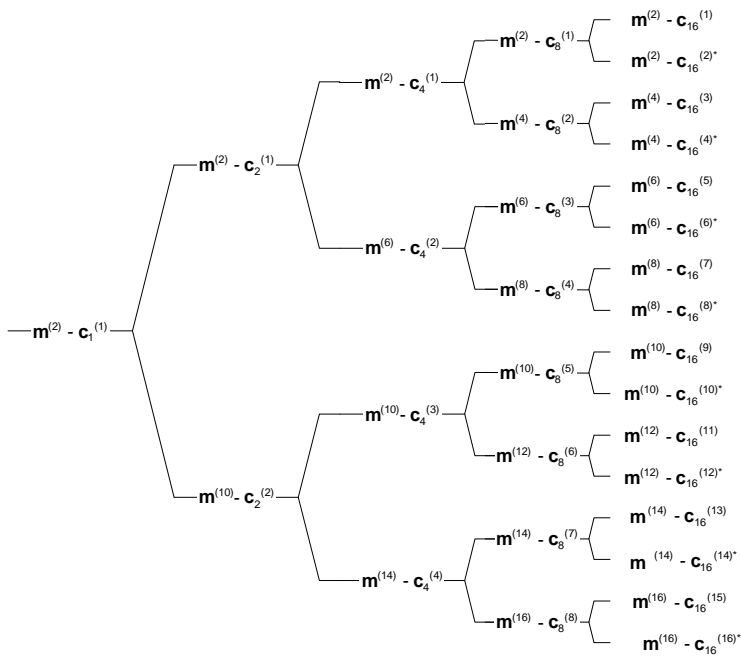 m(2) - c1(1)
m(2) - c2(1)
m(10) - c2(2)
m(2) - c4(1)
m(6) - c4(2)
m(10) - c4(3)
m(14) - c4(4)
m(2) - c8(1)
m(4) - c8(2)
m(6) - c8(3)
m(8) - c8(4)
m(10) - c8(5)
m(12) - c8(6)
m(14) - c8(7)
m(16) - c8(8)
m(2) - c16(1)
m(2) - c16(2)*
m(4) - c16(3)
m(4) - c16(4)*
m(6) - c16(5)
m(6) - c16(6)*
m(8) - c16(7)
m(8) - c16(8)*
m(10) - c16(9)
m(10) - c16(10)*
m(12) - c16(11)
m(12) - c16(12)*
m(14) - c16(13)
m (14) - c16(14)*
m(16) - c16(15)
m(16) - c16(16)*